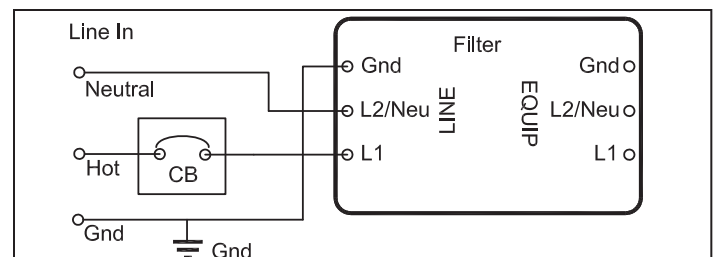 Line In
Filter
Gnd
Gnd
Neutral
L2/Neu
LINE
EQUIP
L2/Neu
Hot
CB
L1
L1
Gnd
Gnd